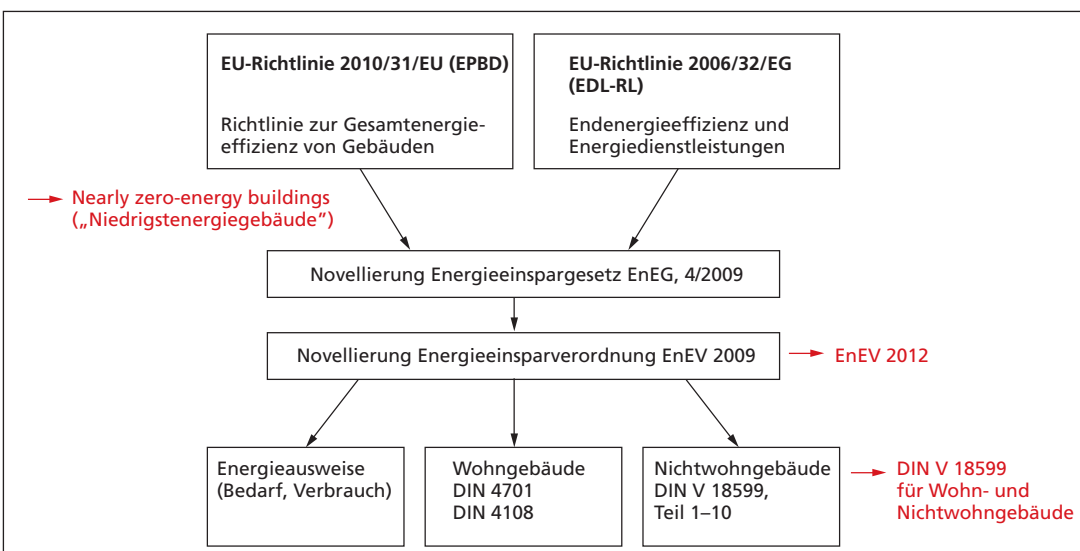 EU-Richtlinie 2010/31/EU (EPBD)
Richtlinie zur Gesamtenergie-
effizienz von Gebäuden
EU-Richtlinie 2006/32/EG
(EDL-RL)
Endenergieeffizienz und
Energiedienstleistungen
Nearly zero-energy buildings
(„Niedrigstenergiegebäude“)
Novellierung Energieeinspargesetz EnEG, 4/2009
Novellierung Energieeinsparverordnung EnEV 2009
EnEV 2012
Energieausweise
(Bedarf, Verbrauch)
Wohngebäude
DIN 4701
DIN 4108
Nichtwohngebäude
DIN V 18599,
Teil 1–10
DIN V 18599
für Wohn- und
Nichtwohngebäude